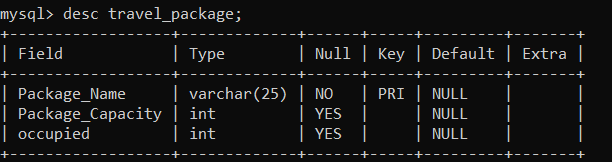 mysql> desc travel_package;
+------------------+-------------+------+-----+---------+-------+
| Field            | Type        | Null | Key | Default | Extra |
+------------------+-------------+------+-----+---------+-------+
| Package_Name     | varchar(25) | NO   | PRI | NULL    |       |
| Package_Capacity | int         | YES  |     | NULL    |       |
| occupied         | int         | YES  |     | NULL    |       |
+------------------+-------------+------+-----+---------+-------+